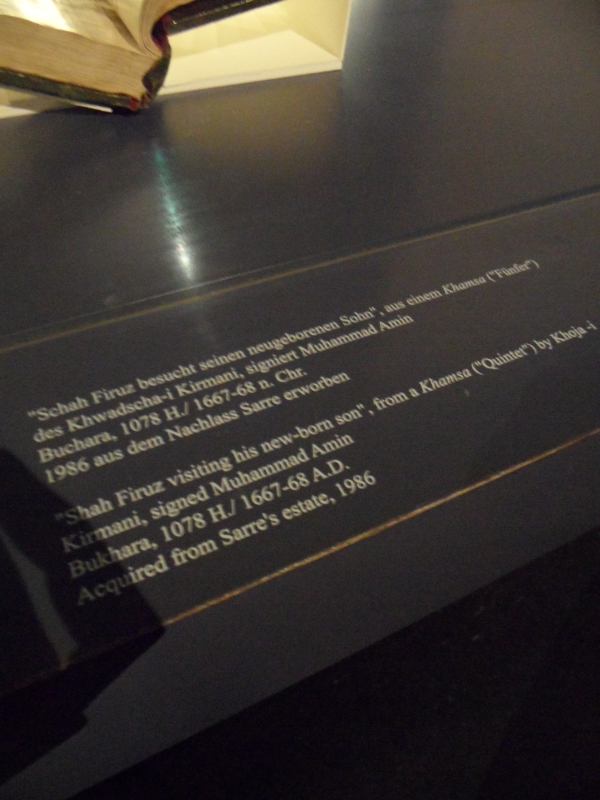 "Schah Firuz besucht seinen neugeborenen Sohn", aus einem Khamsa ("Fünfer")
des Khwadscha-i Kirmani, signiert Muhammad Amin
Buchara, 1078 H./ 1667-68 n. Chr.
1986 aus dem Nachlass Sarre erworben
"Shah Firuz visiting his new-born son", from a Khamsa ("Quintet") by Khoja -i
Kirmani, signed Muhammad Amin
Bukhara, 1078 H./ 1667-68 A.D.
Acquired from Sarre's estate, 1986